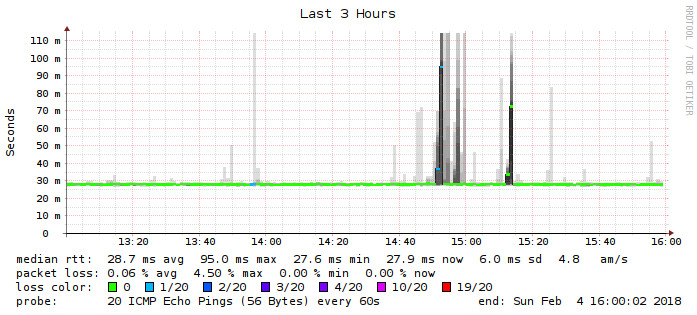 Last 3 Hours
RRDTOOL / TOBI OETIKER
Seconds
110 m
100 m
90 m
80 m
70 m
60 m
50 m
40 m
30 m
20 m
10 m
0
13:20 13:40 14:00 14:20 14:40 15:00 15:20 15:40 16:00
median rtt: 28.7 ms avg 95.0 ms max 27.6 ms min 27.9 ms now 6.0 ms sd 4.8 am/s
packet loss: 0.06 % avg 4.50 % max 0.00 % min 0.00 % now
loss color: 0 1/20 2/20 3/20 4/20 10/20 19/20
probe: 20 ICMP Echo Pings (56 Bytes) every 60s end: Sun Feb 4 16:00:02 2018